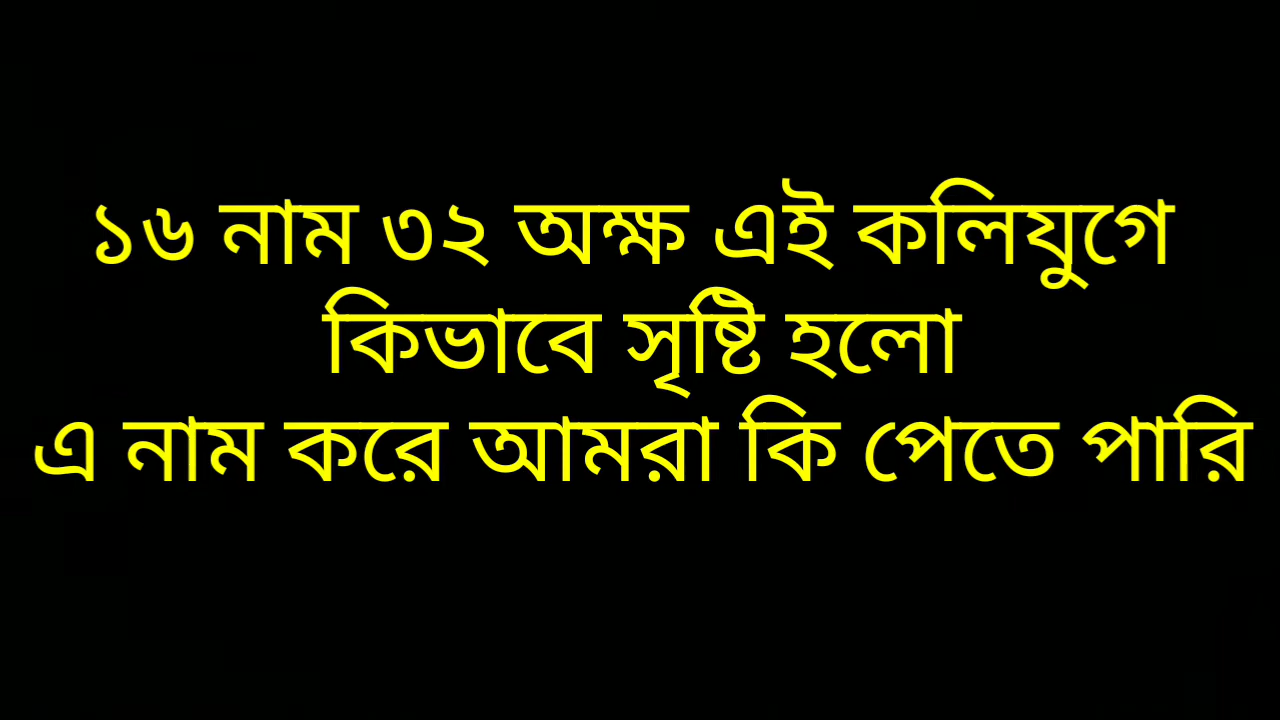 ১৬ নাম ৩২ অক্ষ এই কলিযুগে
কিভাবে সৃষ্টি হলো
এ নাম করে আমরা কি পেতে পারি